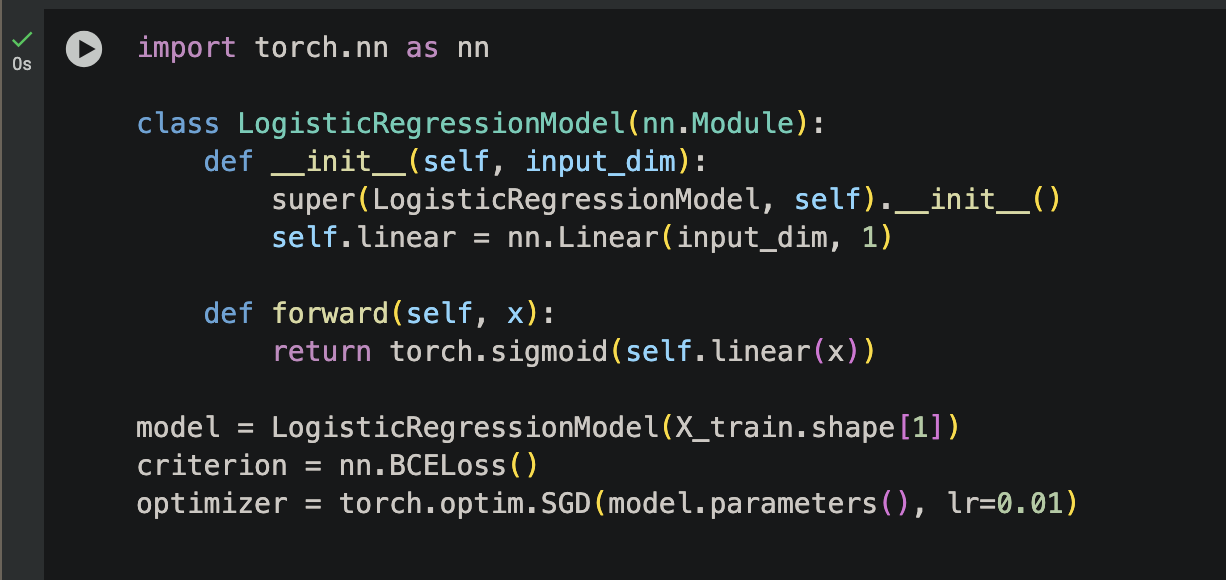 0s
import torch.nn as nn
class LogisticRegressionModel(nn.Module):
    def __init__(self, input_dim):
        super(LogisticRegressionModel, self).__init__()
        self.linear = nn.Linear(input_dim, 1)
    def forward(self, x):
        return torch.sigmoid(self.linear(x))
model = LogisticRegressionModel(X_train.shape[1])
criterion = nn.BCELoss()
optimizer = torch.optim.SGD(model.parameters(), lr=0.01)